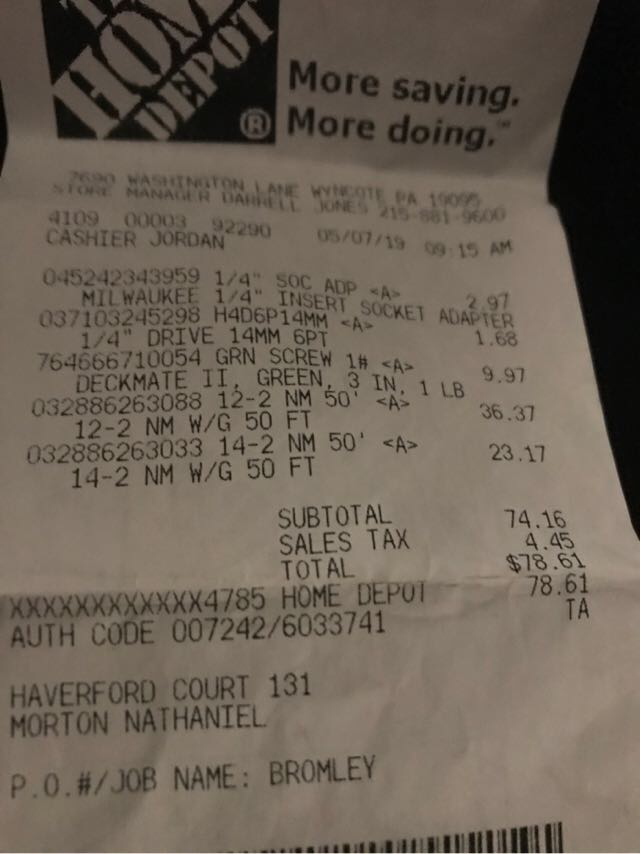 THE
HOME
DEPOT
®
More saving.
More doing.™
7690 WASHINGTON LANE WYNCOTE PA 19095
STORE MANAGER DARRELL JONES 215-881-9600
4109 00003 92290 05/07/19 09:15 AM
CASHIER JORDAN
045242343959 1/4" SOC ADP <A> 2.97
MILWAUKEE 1/4" INSERT SOCKET ADAPTER
037103245298 H4D6P14MM <A> 1.68
1/4" DRIVE 14MM 6PT
764666710054 GRN SCREW 1# <A> 9.97
DECKMATE II, GREEN, 3 IN, 1 LB
032886263088 12-2 NM 50' <A> 36.37
12-2 NM W/G 50 FT
032886263033 14-2 NM 50' <A> 23.17
14-2 NM W/G 50 FT
SUBTOTAL 74.16
SALES TAX 4.45
TOTAL $78.61
XXXXXXXXXXXX4785 HOME DEPOT 78.61
AUTH CODE 007242/6033741 TA
HAVERFORD COURT 131
MORTON NATHANIEL
P.O.#/JOB NAME: BROMLEY